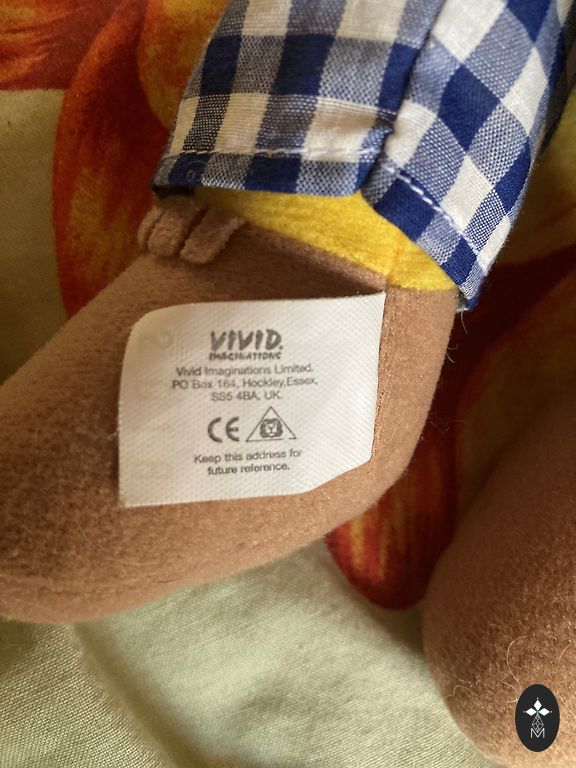 VIVID.
IMAGINATIONS
Vivid Imaginations Limited.
PO Box 164, Hockley,Essex,
SS5 4BA, UK.
CE
Keep this address for
future reference.
M